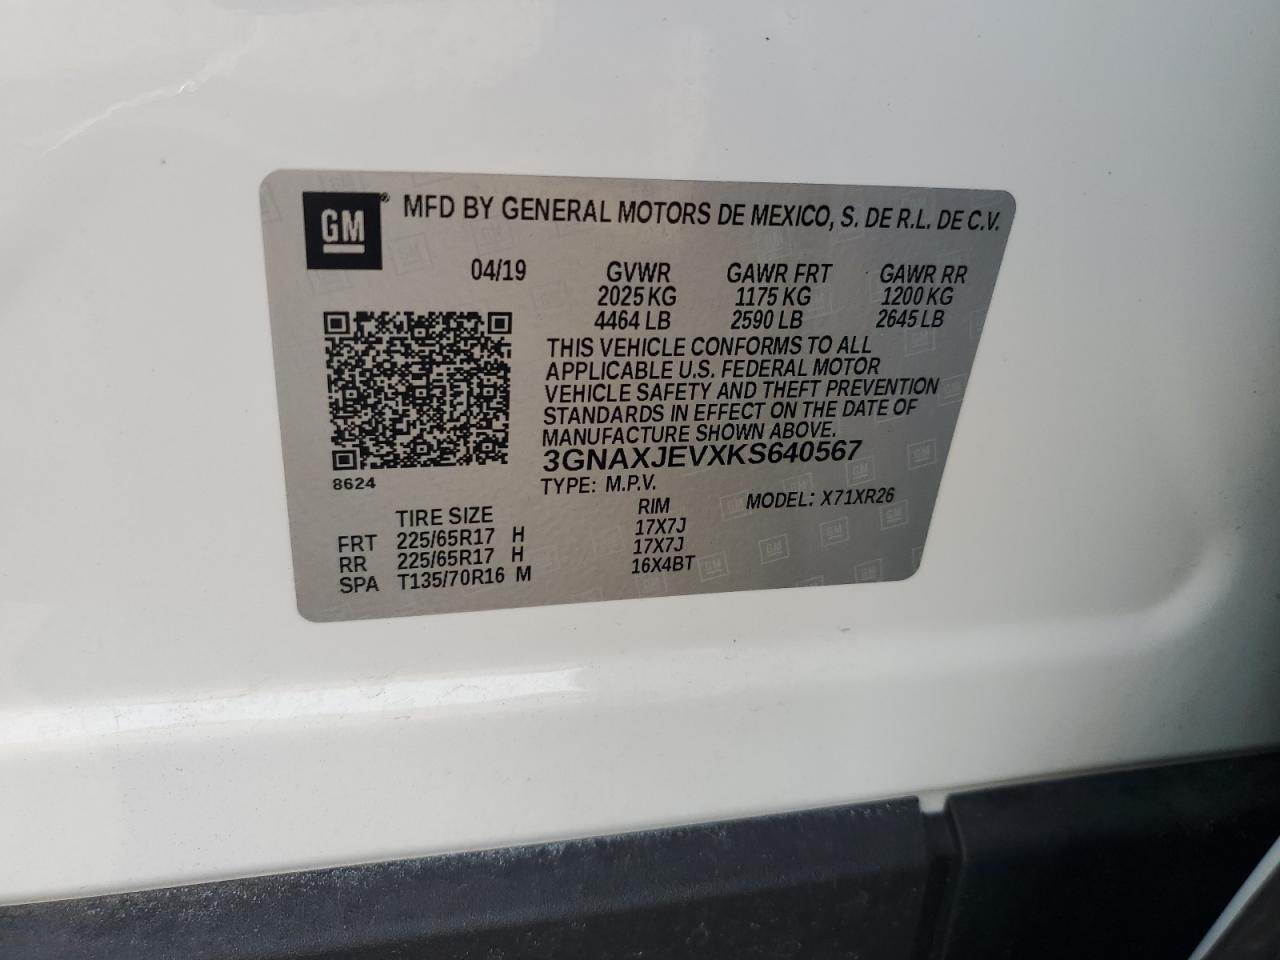 GM® MFD BY GENERAL MOTORS DE MEXICO, S. DE R.L. DE C.V.
04/19 GVWR GAWR FRT GAWR RR
2025 KG 1175 KG 1200 KG
4464 LB 2590 LB 2645 LB
THIS VEHICLE CONFORMS TO ALL
APPLICABLE U.S. FEDERAL MOTOR
VEHICLE SAFETY AND THEFT PREVENTION
STANDARDS IN EFFECT ON THE DATE OF
MANUFACTURE SHOWN ABOVE.
3GNAXJEVXKS640567
8624 TYPE: M.P.V. MODEL: X71XR26
TIRE SIZE RIM
FRT 225/65R17 H 17X7J
RR 225/65R17 H 17X7J
SPA T135/70R16 M 16X4BT